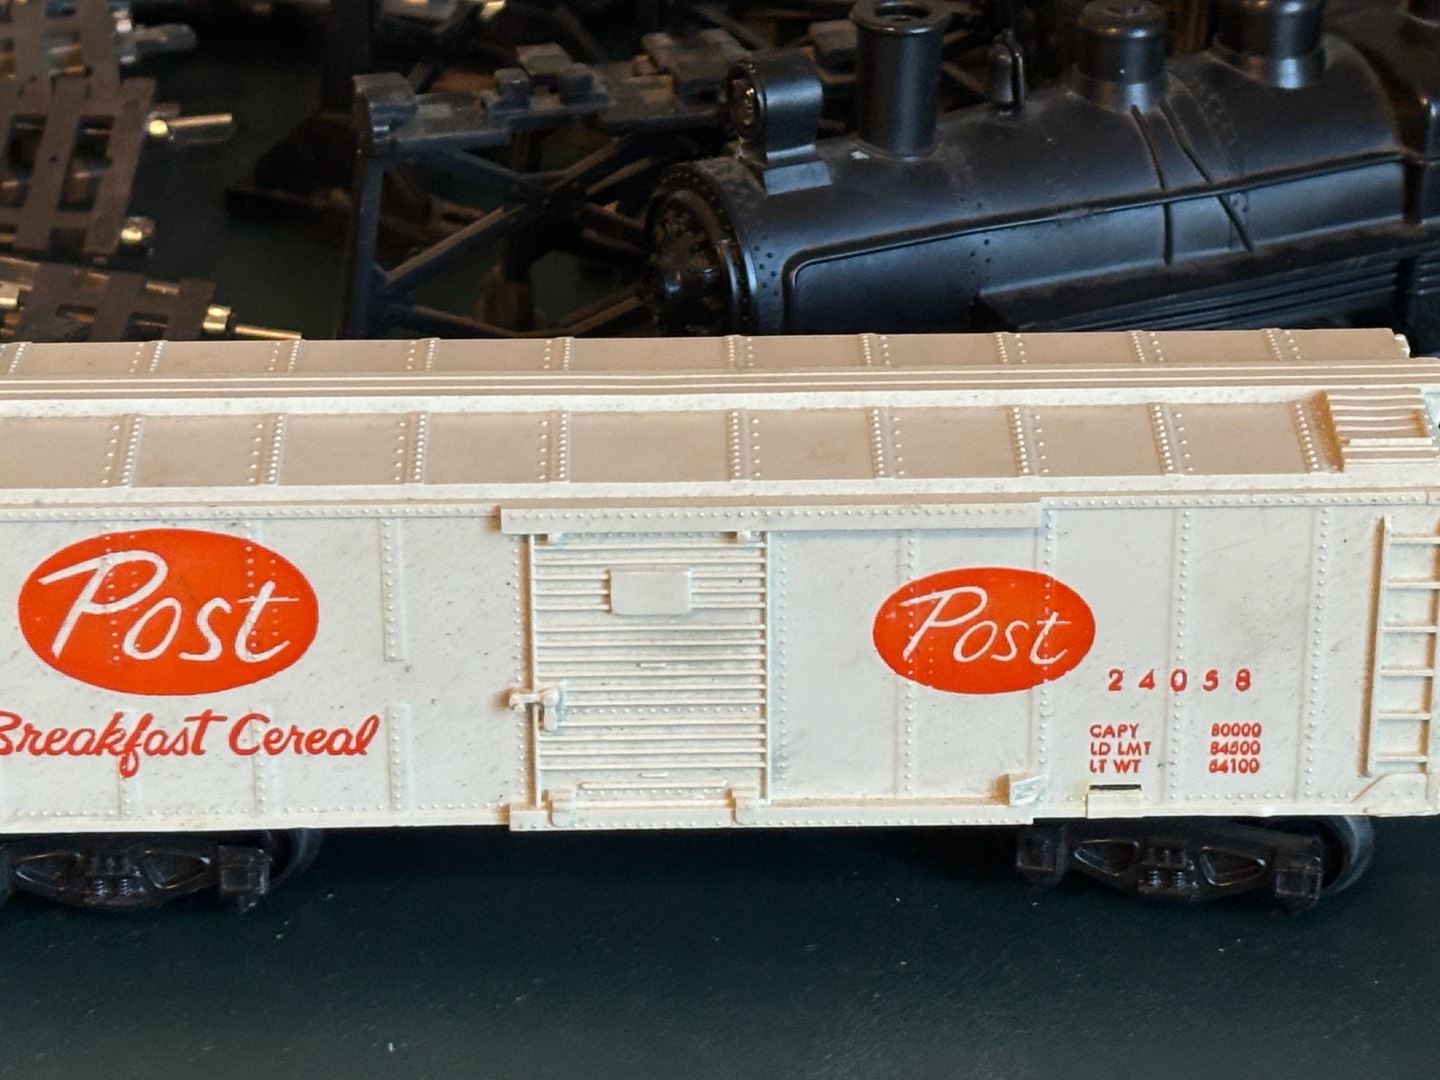 Post
Breakfast Cereal
Post
24058
CAPY 80000
LD LMT 84500
LT WT 54100